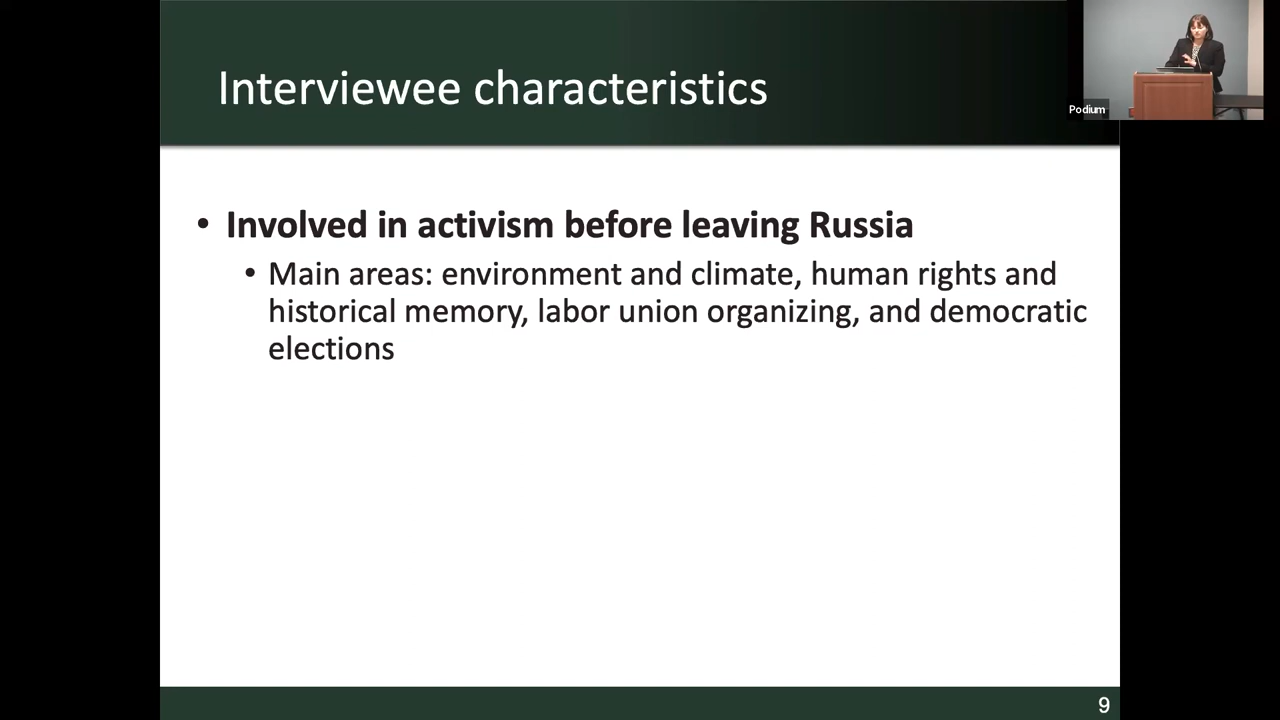 Interviewee characteristics
Podium
• Involved in activism before leaving Russia
• Main areas: environment and climate, human rights and
historical memory, labor union organizing, and democratic
elections
9